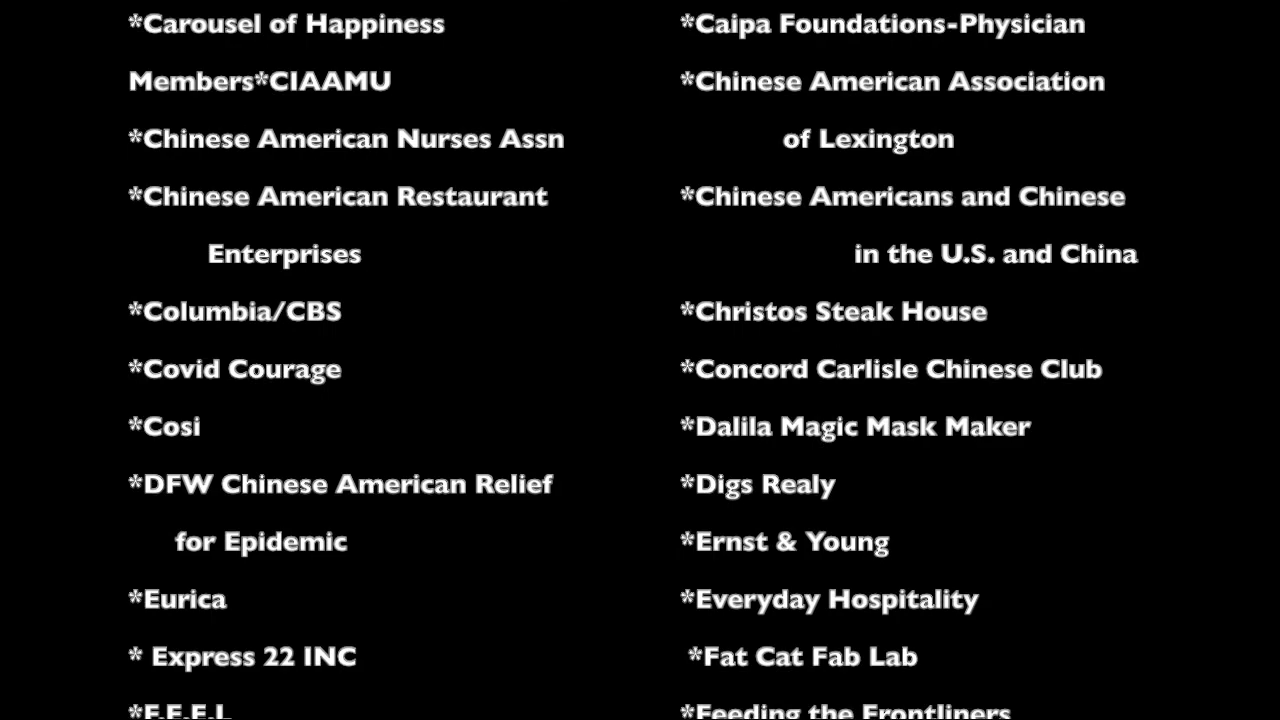 *Carousel of Happiness
Members*CIAAMU
*Chinese American Nurses Assn
*Chinese American Restaurant
Enterprises
*Columbia/CBS
*Covid Courage
*Cosi
*DFW Chinese American Relief
for Epidemic
*Eurica
* Express 22 INC
*F.E.E.L
*Caipa Foundations-Physician
*Chinese American Association
of Lexington
*Chinese Americans and Chinese
in the U.S. and China
*Christos Steak House
*Concord Carlisle Chinese Club
*Dalila Magic Mask Maker
*Digs Realy
*Ernst & Young
*Everyday Hospitality
*Fat Cat Fab Lab
*Feeding the Frontliners